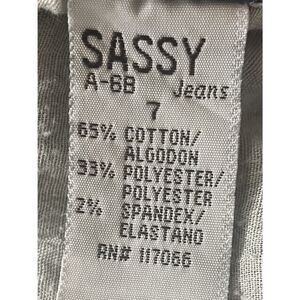 SASSY
A-6B Jeans
7
65% COTTON/
ALGODON
33% POLYESTER/
POLYESTER
2% SPANDEX/
ELASTANO
RN# 117066